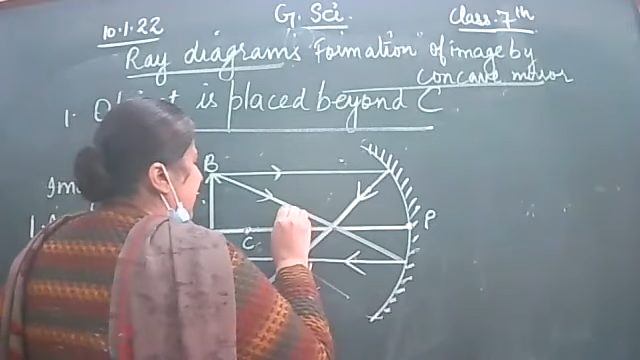 10.1.22 G. Sci Class. 7th
Ray diagrams "Formation" of image by
concave mirror
1. Object is placed beyond C
B
P
C